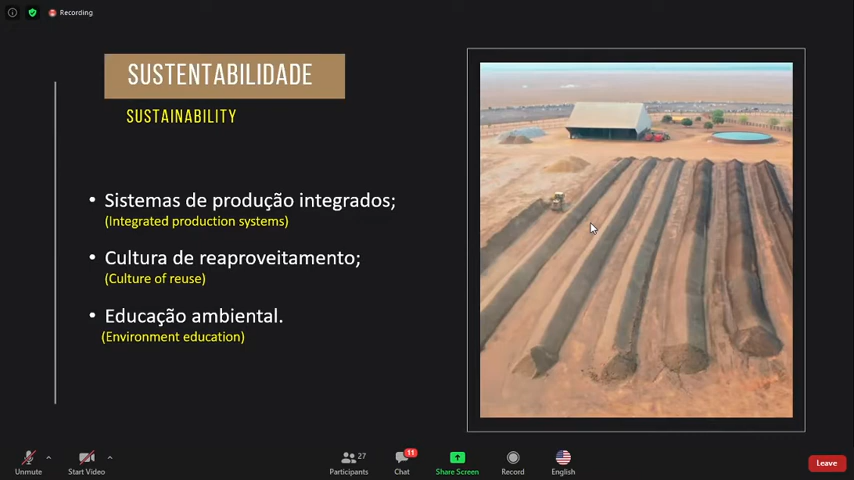 Recording
SUSTENTABILIDADE
SUSTAINABILITY
• Sistemas de produção integrados;
(Integrated production systems)
• Cultura de reaproveitamento;
(Culture of reuse)
• Educação ambiental.
(Environment education)
Unmute
Start Video
27
Participants
11
Chat
Share Screen
Record
English
Leave